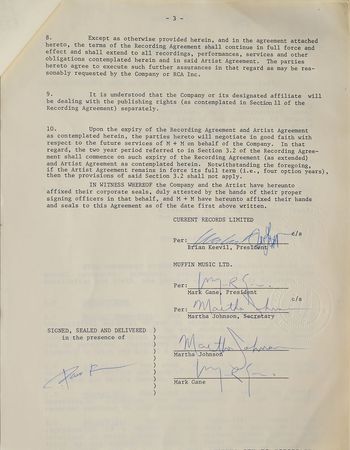 - 3 -
8. Except as otherwise provided herein, and in the agreement attached
hereto, the terms of the Recording Agreement shall continue in full force and
effect and shall extend to all recordings, performances, services and other
obligations contemplated herein and in said Artist Agreement. The parties
hereto agree to execute such further assurances in that regard as may be rea-
sonably requested by the Company or RCA Inc.
9. It is understood that the Company or its designated affiliate will
be dealing with the publishing rights (as contemplated in Section 11 of the
Recording Agreement) separately.
10. Upon the expiry of the Recording Agreement and Artist Agreement
as contemplated herein, the parties hereto will negotiate in good faith with
respect to the future services of M + M on behalf of the Company. In that
regard, the two year period referred to in Section 3.2 of the Recording Agree-
ment shall commence on such expiry of the Recording Agreement (as extended)
and Artist Agreement as contemplated herein. Notwithstanding the foregoing,
if the Artist Agreement remains in force its full term (i.e., four option years),
then the provisions of said Section 3.2 shall not apply.
IN WITNESS WHEREOF the Company and the Artist have hereunto
affixed their corporate seals, duly attested by the hands of their proper
signing officers in that behalf, and M + M have hereunto affixed their hands
and seals to this Agreement as of the date first above written.
CURRENT RECORDS LIMITED
Per: c/s
Brian Keevil, President
MUFFIN MUSIC LTD.
Per:
Mark Gane, President
Per: Martha Johnson c/s
Martha Johnson, Secretary
SIGNED, SEALED AND DELIVERED )
in the presence of )
Martha Johnson
Martha Johnson
Mark Gane